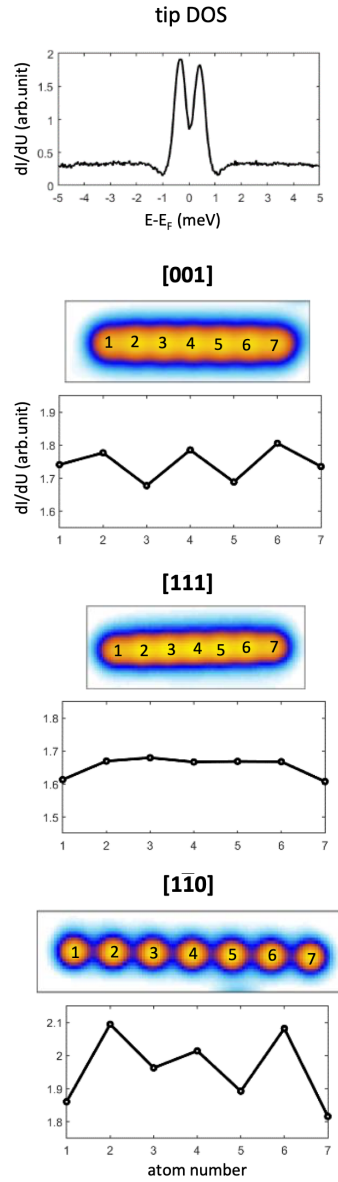 tip DOS
dI/dU (arb.unit)
2
1.5
1
0.5
0
-5 -4 -3 -2 -1 0 1 2 3 4 5
E-E_F (meV)
[001]
1 2 3 4 5 6 7
dI/dU (arb.unit)
1.9
1.8
1.7
1.6
1 2 3 4 5 6 7
[111]
1 2 3 4 5 6 7
1.8
1.7
1.6
1.5
1 2 3 4 5 6 7
[11̅0]
1 2 3 4 5 6 7
2.1
2
1.9
1.8
1 2 3 4 5 6 7
atom number